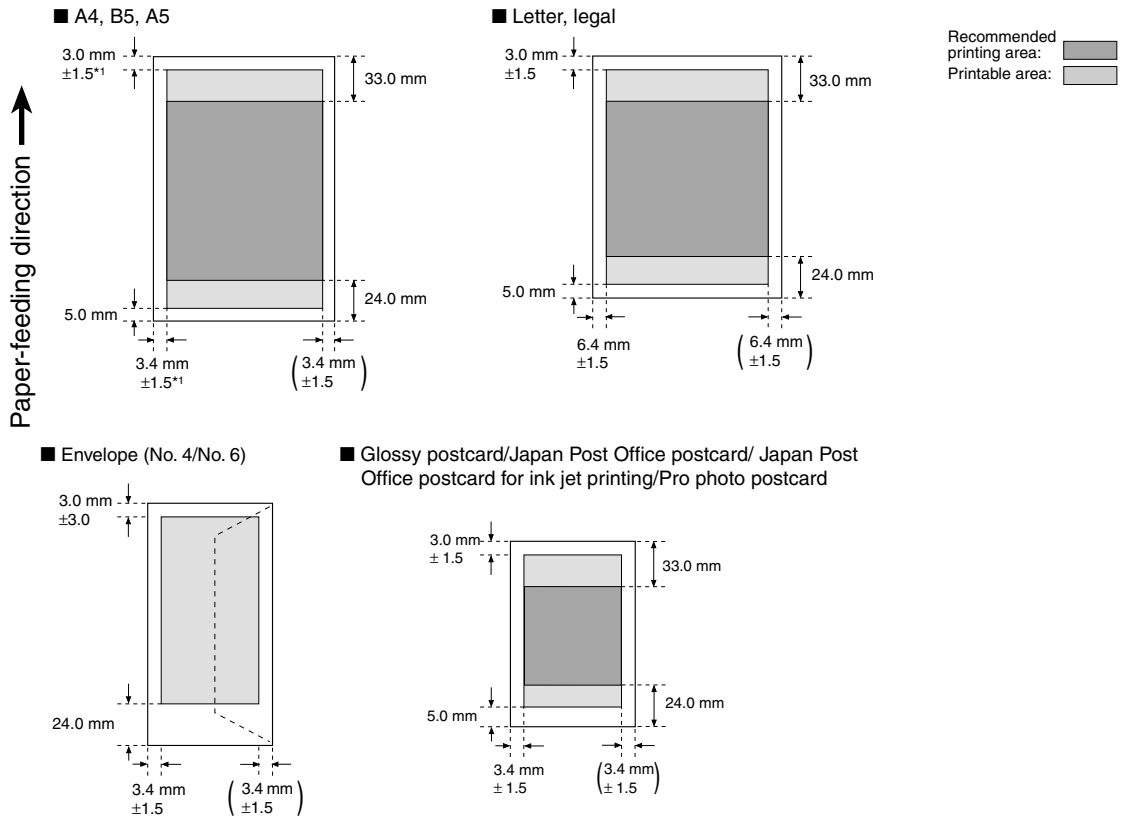 ■ A4, B5, A5
3.0 mm
±1.5*1
33.0 mm
24.0 mm
5.0 mm
3.4 mm
±1.5*1
(3.4 mm
±1.5)
■ Letter, legal
3.0 mm
±1.5
33.0 mm
24.0 mm
5.0 mm
6.4 mm
±1.5
(6.4 mm
±1.5)
Recommended
printing area:
Printable area:
Paper-feeding direction
■ Envelope (No. 4/No. 6)
3.0 mm
±3.0
24.0 mm
3.4 mm
±1.5
(3.4 mm
±1.5)
■ Glossy postcard/Japan Post Office postcard/ Japan Post
Office postcard for ink jet printing/Pro photo postcard
3.0 mm
± 1.5
33.0 mm
24.0 mm
5.0 mm
3.4 mm
± 1.5
(3.4 mm
± 1.5)